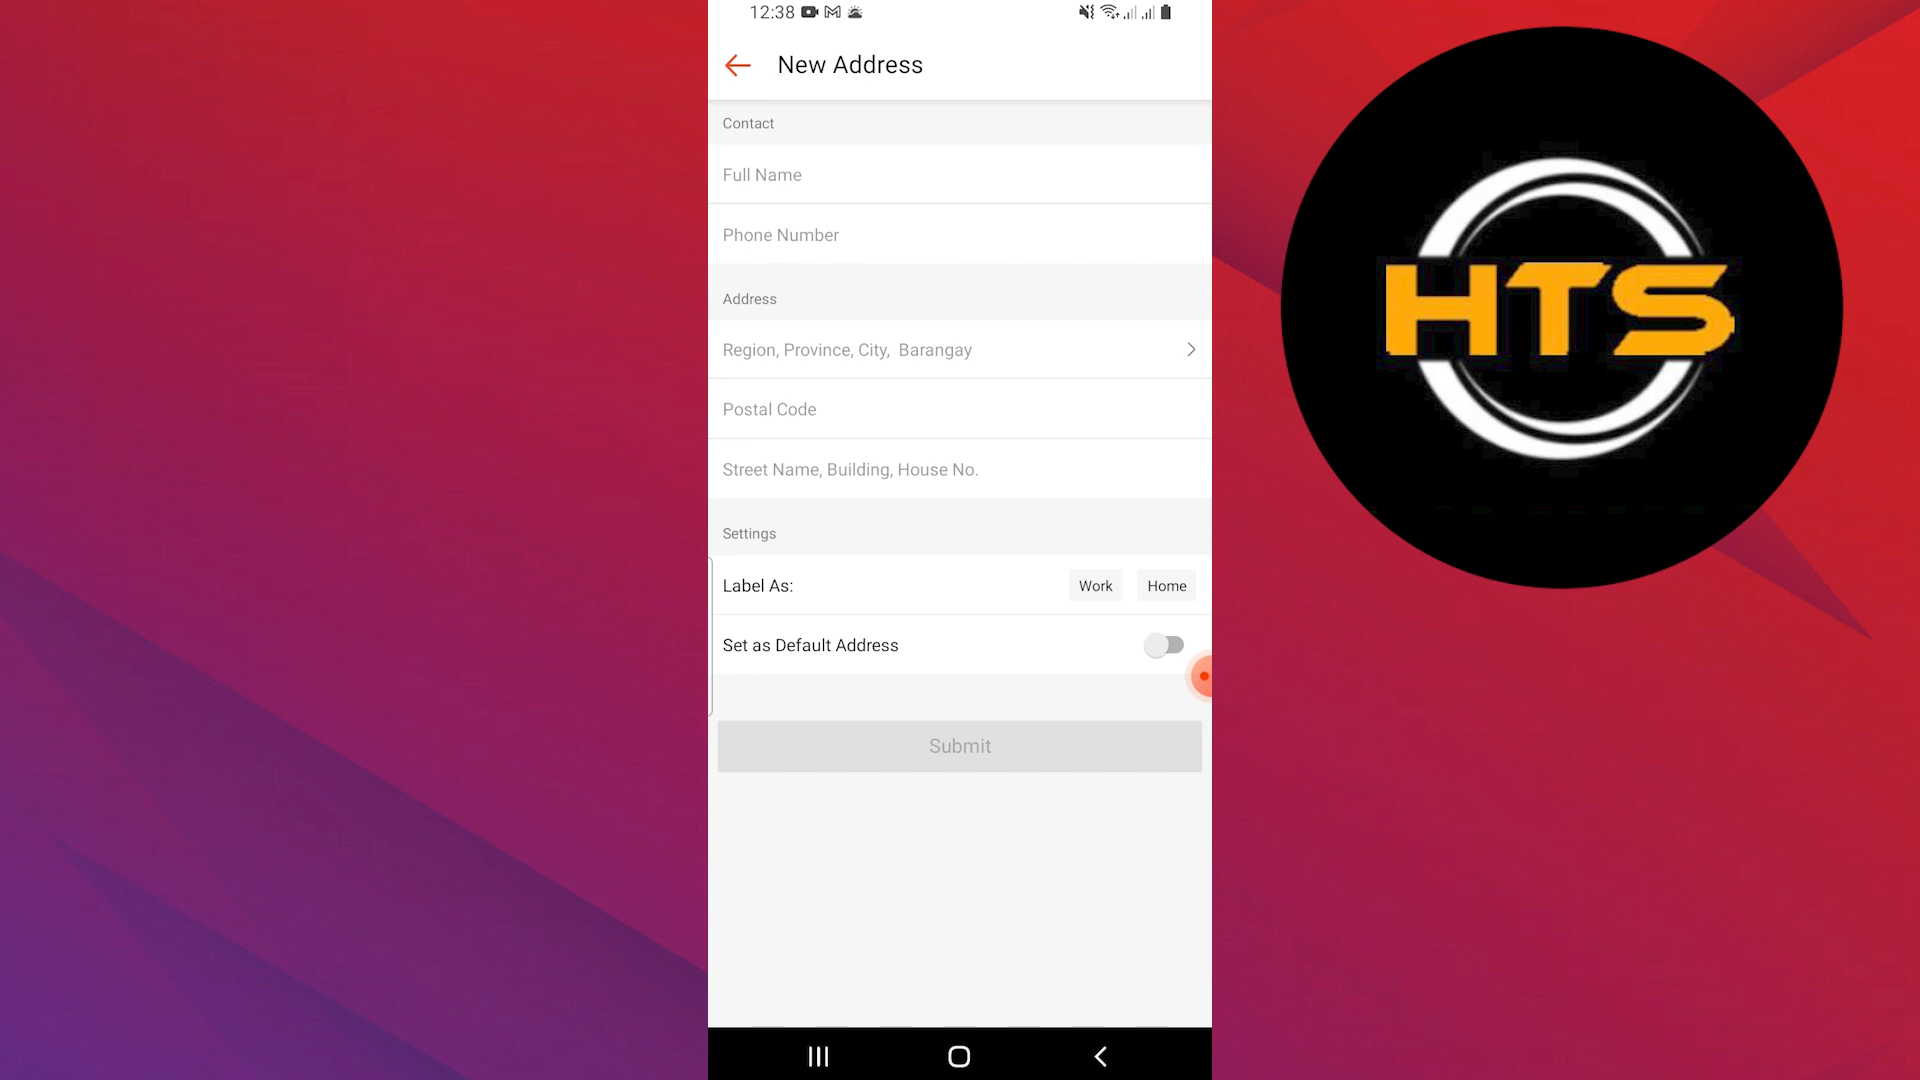 12:38
New Address
Contact
Full Name
Phone Number
Address
Region, Province, City, Barangay
Postal Code
Street Name, Building, House No.
Settings
Label As: Work Home
Set as Default Address
Submit
HTS